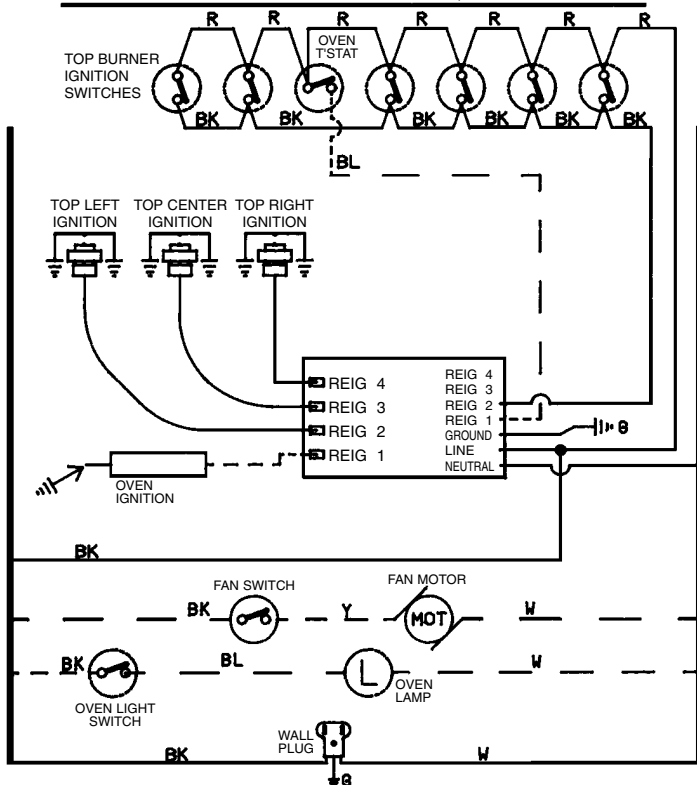 R R R R R R
TOP BURNER
IGNITION
SWITCHES
OVEN
T'STAT
BK BK BK BK BK BK
BL
TOP LEFT
IGNITION
TOP CENTER
IGNITION
TOP RIGHT
IGNITION
REIG 4
REIG 3
REIG 2
REIG 1
REIG 4
REIG 3
REIG 2
REIG 1
GROUND
LINE
NEUTRAL
G
OVEN
IGNITION
BK
FAN SWITCH
FAN MOTOR
BK Y MOT W
BK BL L W
OVEN LIGHT
SWITCH
OVEN
LAMP
WALL
PLUG
BK W
G